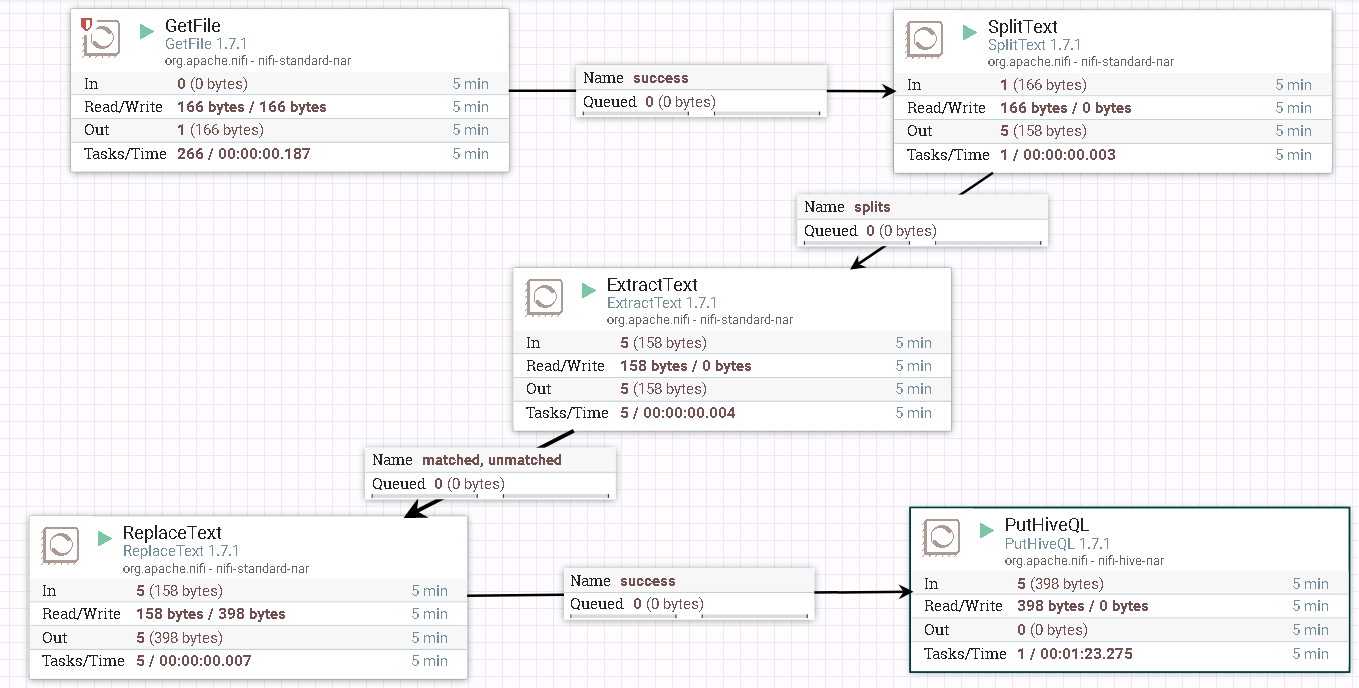 GetFile
GetFile 1.7.1
org.apache.nifi - nifi-standard-nar
In 0 (0 bytes) 5 min
Read/Write 166 bytes / 166 bytes 5 min
Out 1 (166 bytes) 5 min
Tasks/Time 266 / 00:00:00.187 5 min
Name success
Queued 0 (0 bytes)
SplitText
SplitText 1.7.1
org.apache.nifi - nifi-standard-nar
In 1 (166 bytes) 5 min
Read/Write 166 bytes / 0 bytes 5 min
Out 5 (158 bytes) 5 min
Tasks/Time 1 / 00:00:00.003 5 min
Name splits
Queued 0 (0 bytes)
ExtractText
ExtractText 1.7.1
org.apache.nifi - nifi-standard-nar
In 5 (158 bytes) 5 min
Read/Write 158 bytes / 0 bytes 5 min
Out 5 (158 bytes) 5 min
Tasks/Time 5 / 00:00:00.004 5 min
Name matched, unmatched
Queued 0 (0 bytes)
ReplaceText
ReplaceText 1.7.1
org.apache.nifi - nifi-standard-nar
In 5 (158 bytes) 5 min
Read/Write 158 bytes / 398 bytes 5 min
Out 5 (398 bytes) 5 min
Tasks/Time 5 / 00:00:00.007 5 min
Name success
Queued 0 (0 bytes)
PutHiveQL
PutHiveQL 1.7.1
org.apache.nifi - nifi-hive-nar
In 5 (398 bytes) 5 min
Read/Write 398 bytes / 0 bytes 5 min
Out 0 (0 bytes) 5 min
Tasks/Time 1 / 00:01:23.275 5 min